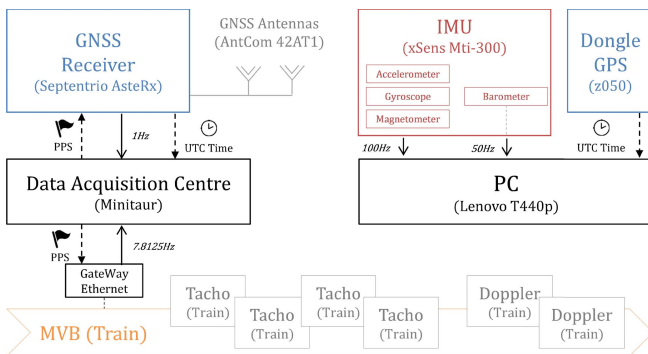 GNSS
Receiver
(Septentrio AsteRx)
GNSS Antennas
(AntCom 42AT1)
IMU
(xSens Mti-300)
Accelerometer
Gyroscope
Magnetometer
Barometer
Dongle
GPS
(z050)
PPS
1Hz
UTC Time
100Hz
50Hz
UTC Time
Data Acquisition Centre
(Minitaur)
PC
(Lenovo T440p)
PPS
7.8125Hz
GateWay
Ethernet
MVB (Train)
Tacho
(Train)
Tacho
(Train)
Tacho
(Train)
Tacho
(Train)
Doppler
(Train)
Doppler
(Train)